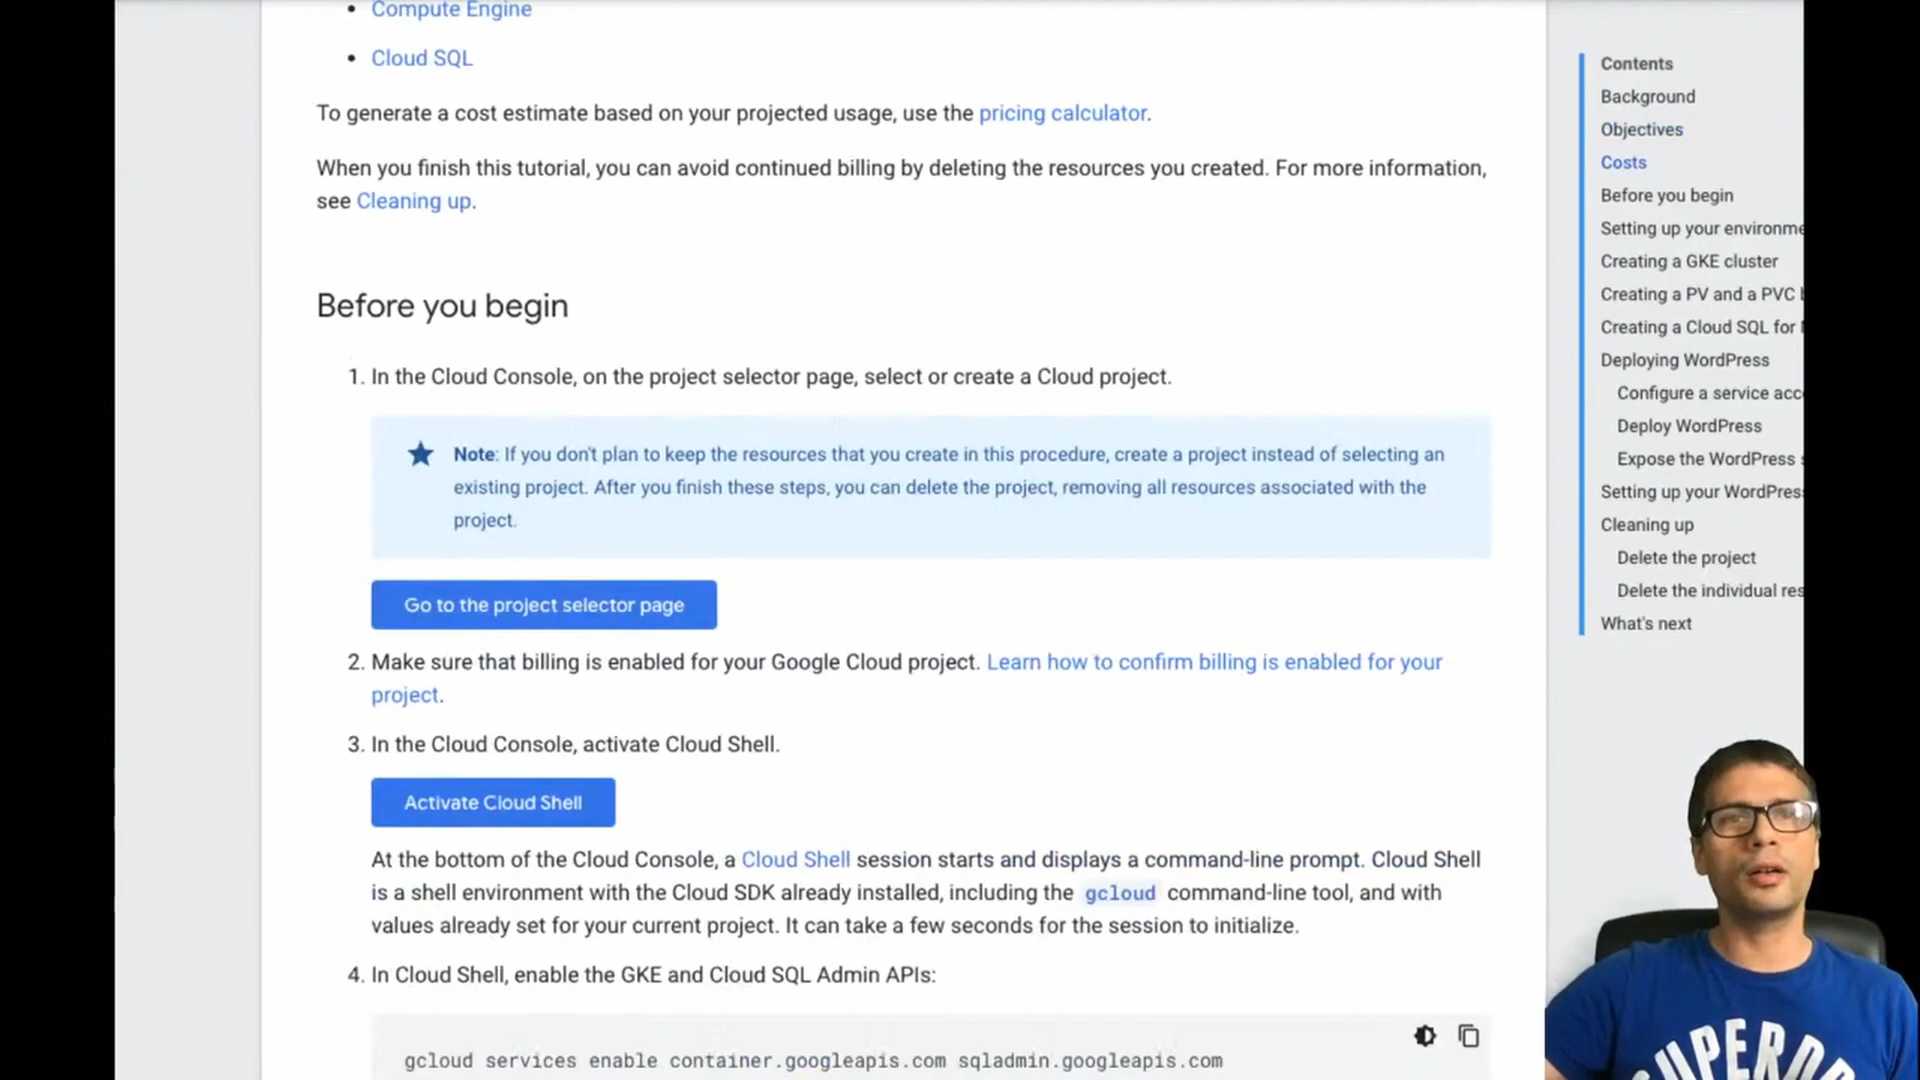 Compute Engine
Cloud SQL
To generate a cost estimate based on your projected usage, use the pricing calculator.
When you finish this tutorial, you can avoid continued billing by deleting the resources you created. For more information,
see Cleaning up.
Before you begin
1. In the Cloud Console, on the project selector page, select or create a Cloud project.
Note: If you don't plan to keep the resources that you create in this procedure, create a project instead of selecting an
existing project. After you finish these steps, you can delete the project, removing all resources associated with the
project.
Go to the project selector page
2. Make sure that billing is enabled for your Google Cloud project. Learn how to confirm billing is enabled for your
project.
3. In the Cloud Console, activate Cloud Shell.
Activate Cloud Shell
At the bottom of the Cloud Console, a Cloud Shell session starts and displays a command-line prompt. Cloud Shell
is a shell environment with the Cloud SDK already installed, including the gcloud command-line tool, and with
values already set for your current project. It can take a few seconds for the session to initialize.
4. In Cloud Shell, enable the GKE and Cloud SQL Admin APIs:
gcloud services enable container.googleapis.com sqladmin.googleapis.com
Contents
Background
Objectives
Costs
Before you begin
Setting up your environme
Creating a GKE cluster
Creating a PV and a PVC
Creating a Cloud SQL for
Deploying WordPress
Configure a service acc
Deploy WordPress
Expose the WordPress
Setting up your WordPres
Cleaning up
Delete the project
Delete the individual res
What's next